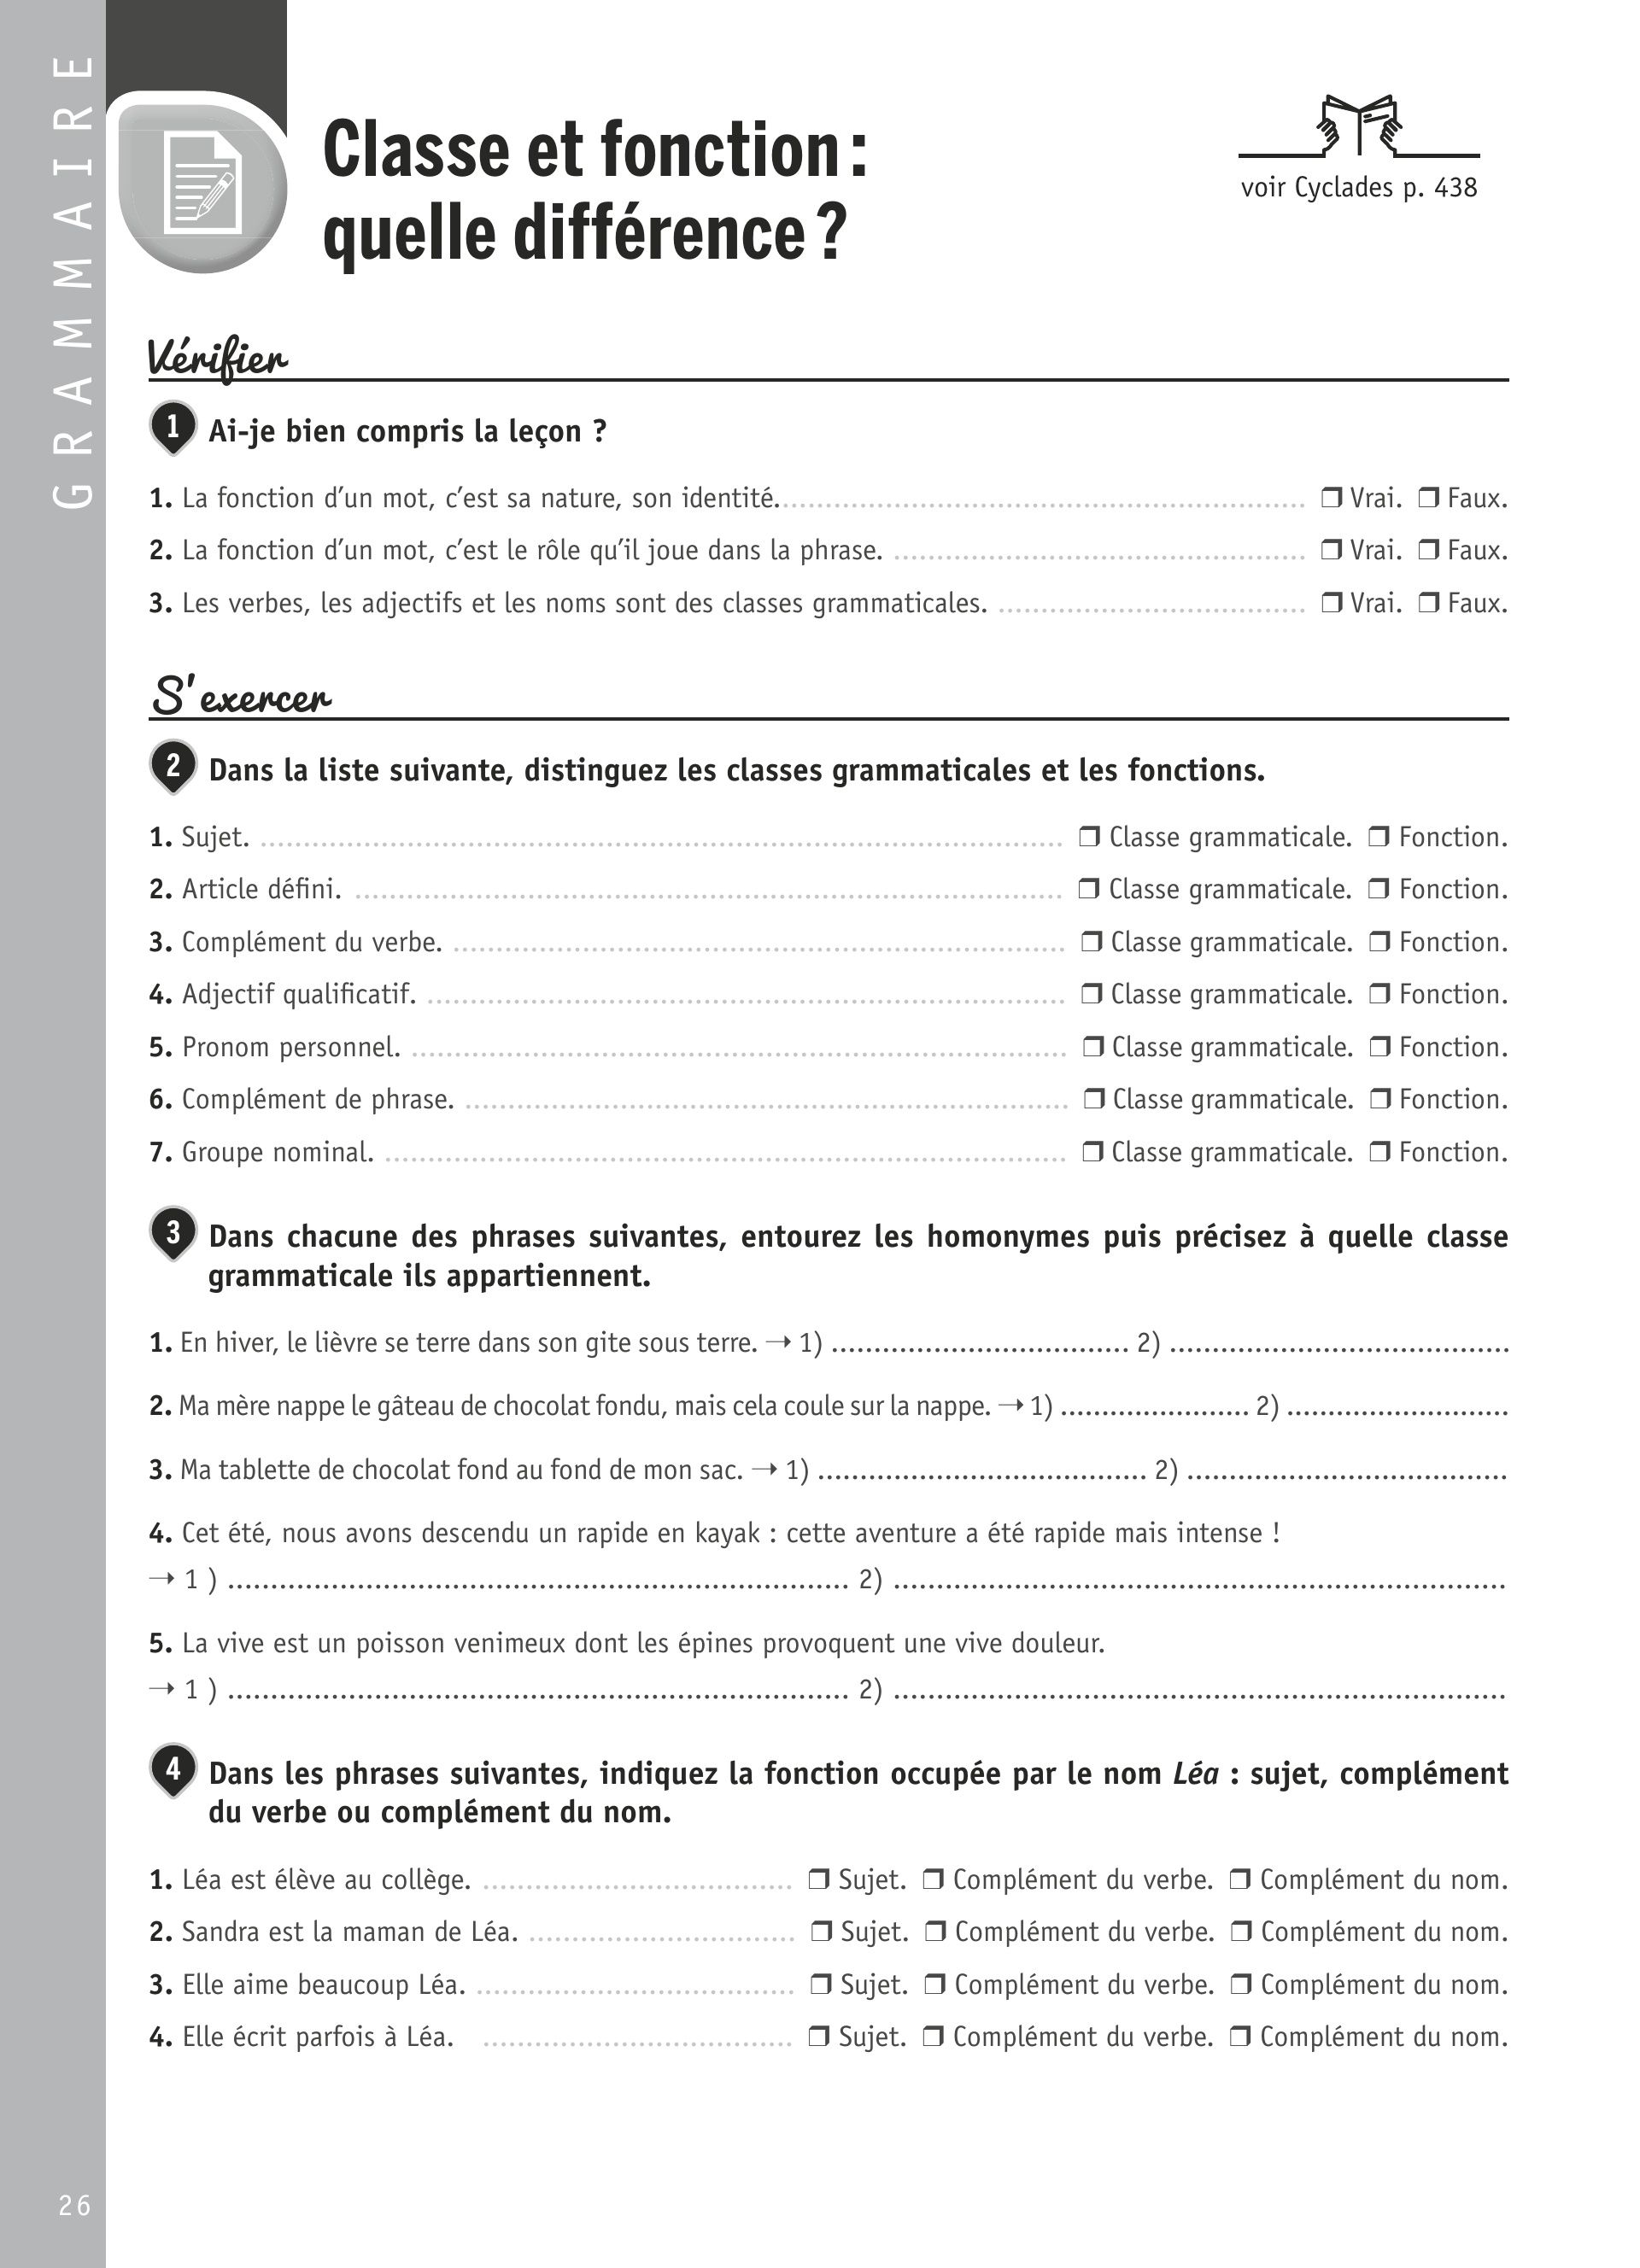 GRAMMAIRE
Classe et fonction :
quelle différence ?
voir Cyclades p. 438
Vérifier
1 Ai-je bien compris la leçon ?
1. La fonction d’un mot, c’est sa nature, son identité. ❒ Vrai. ❒ Faux.
2. La fonction d’un mot, c’est le rôle qu’il joue dans la phrase. ❒ Vrai. ❒ Faux.
3. Les verbes, les adjectifs et les noms sont des classes grammaticales. ❒ Vrai. ❒ Faux.
S’exercer
2 Dans la liste suivante, distinguez les classes grammaticales et les fonctions.
1. Sujet. ❒ Classe grammaticale. ❒ Fonction.
2. Article défini. ❒ Classe grammaticale. ❒ Fonction.
3. Complément du verbe. ❒ Classe grammaticale. ❒ Fonction.
4. Adjectif qualificatif. ❒ Classe grammaticale. ❒ Fonction.
5. Pronom personnel. ❒ Classe grammaticale. ❒ Fonction.
6. Complément de phrase. ❒ Classe grammaticale. ❒ Fonction.
7. Groupe nominal. ❒ Classe grammaticale. ❒ Fonction.
3 Dans chacune des phrases suivantes, entourez les homonymes puis précisez à quelle classe
grammaticale ils appartiennent.
1. En hiver, le lièvre se terre dans son gite sous terre. → 1) ........ 2) ........
2. Ma mère nappe le gâteau de chocolat fondu, mais cela coule sur la nappe. → 1) ........ 2) ........
3. Ma tablette de chocolat fond au fond de mon sac. → 1) ........ 2) ........
4. Cet été, nous avons descendu un rapide en kayak : cette aventure a été rapide mais intense !
→ 1 ) ........ 2) ........
5. La vive est un poisson venimeux dont les épines provoquent une vive douleur.
→ 1 ) ........ 2) ........
4 Dans les phrases suivantes, indiquez la fonction occupée par le nom Léa : sujet, complément
du verbe ou complément du nom.
1. Léa est élève au collège. ❒ Sujet. ❒ Complément du verbe. ❒ Complément du nom.
2. Sandra est la maman de Léa. ❒ Sujet. ❒ Complément du verbe. ❒ Complément du nom.
3. Elle aime beaucoup Léa. ❒ Sujet. ❒ Complément du verbe. ❒ Complément du nom.
4. Elle écrit parfois à Léa. ❒ Sujet. ❒ Complément du verbe. ❒ Complément du nom.
26